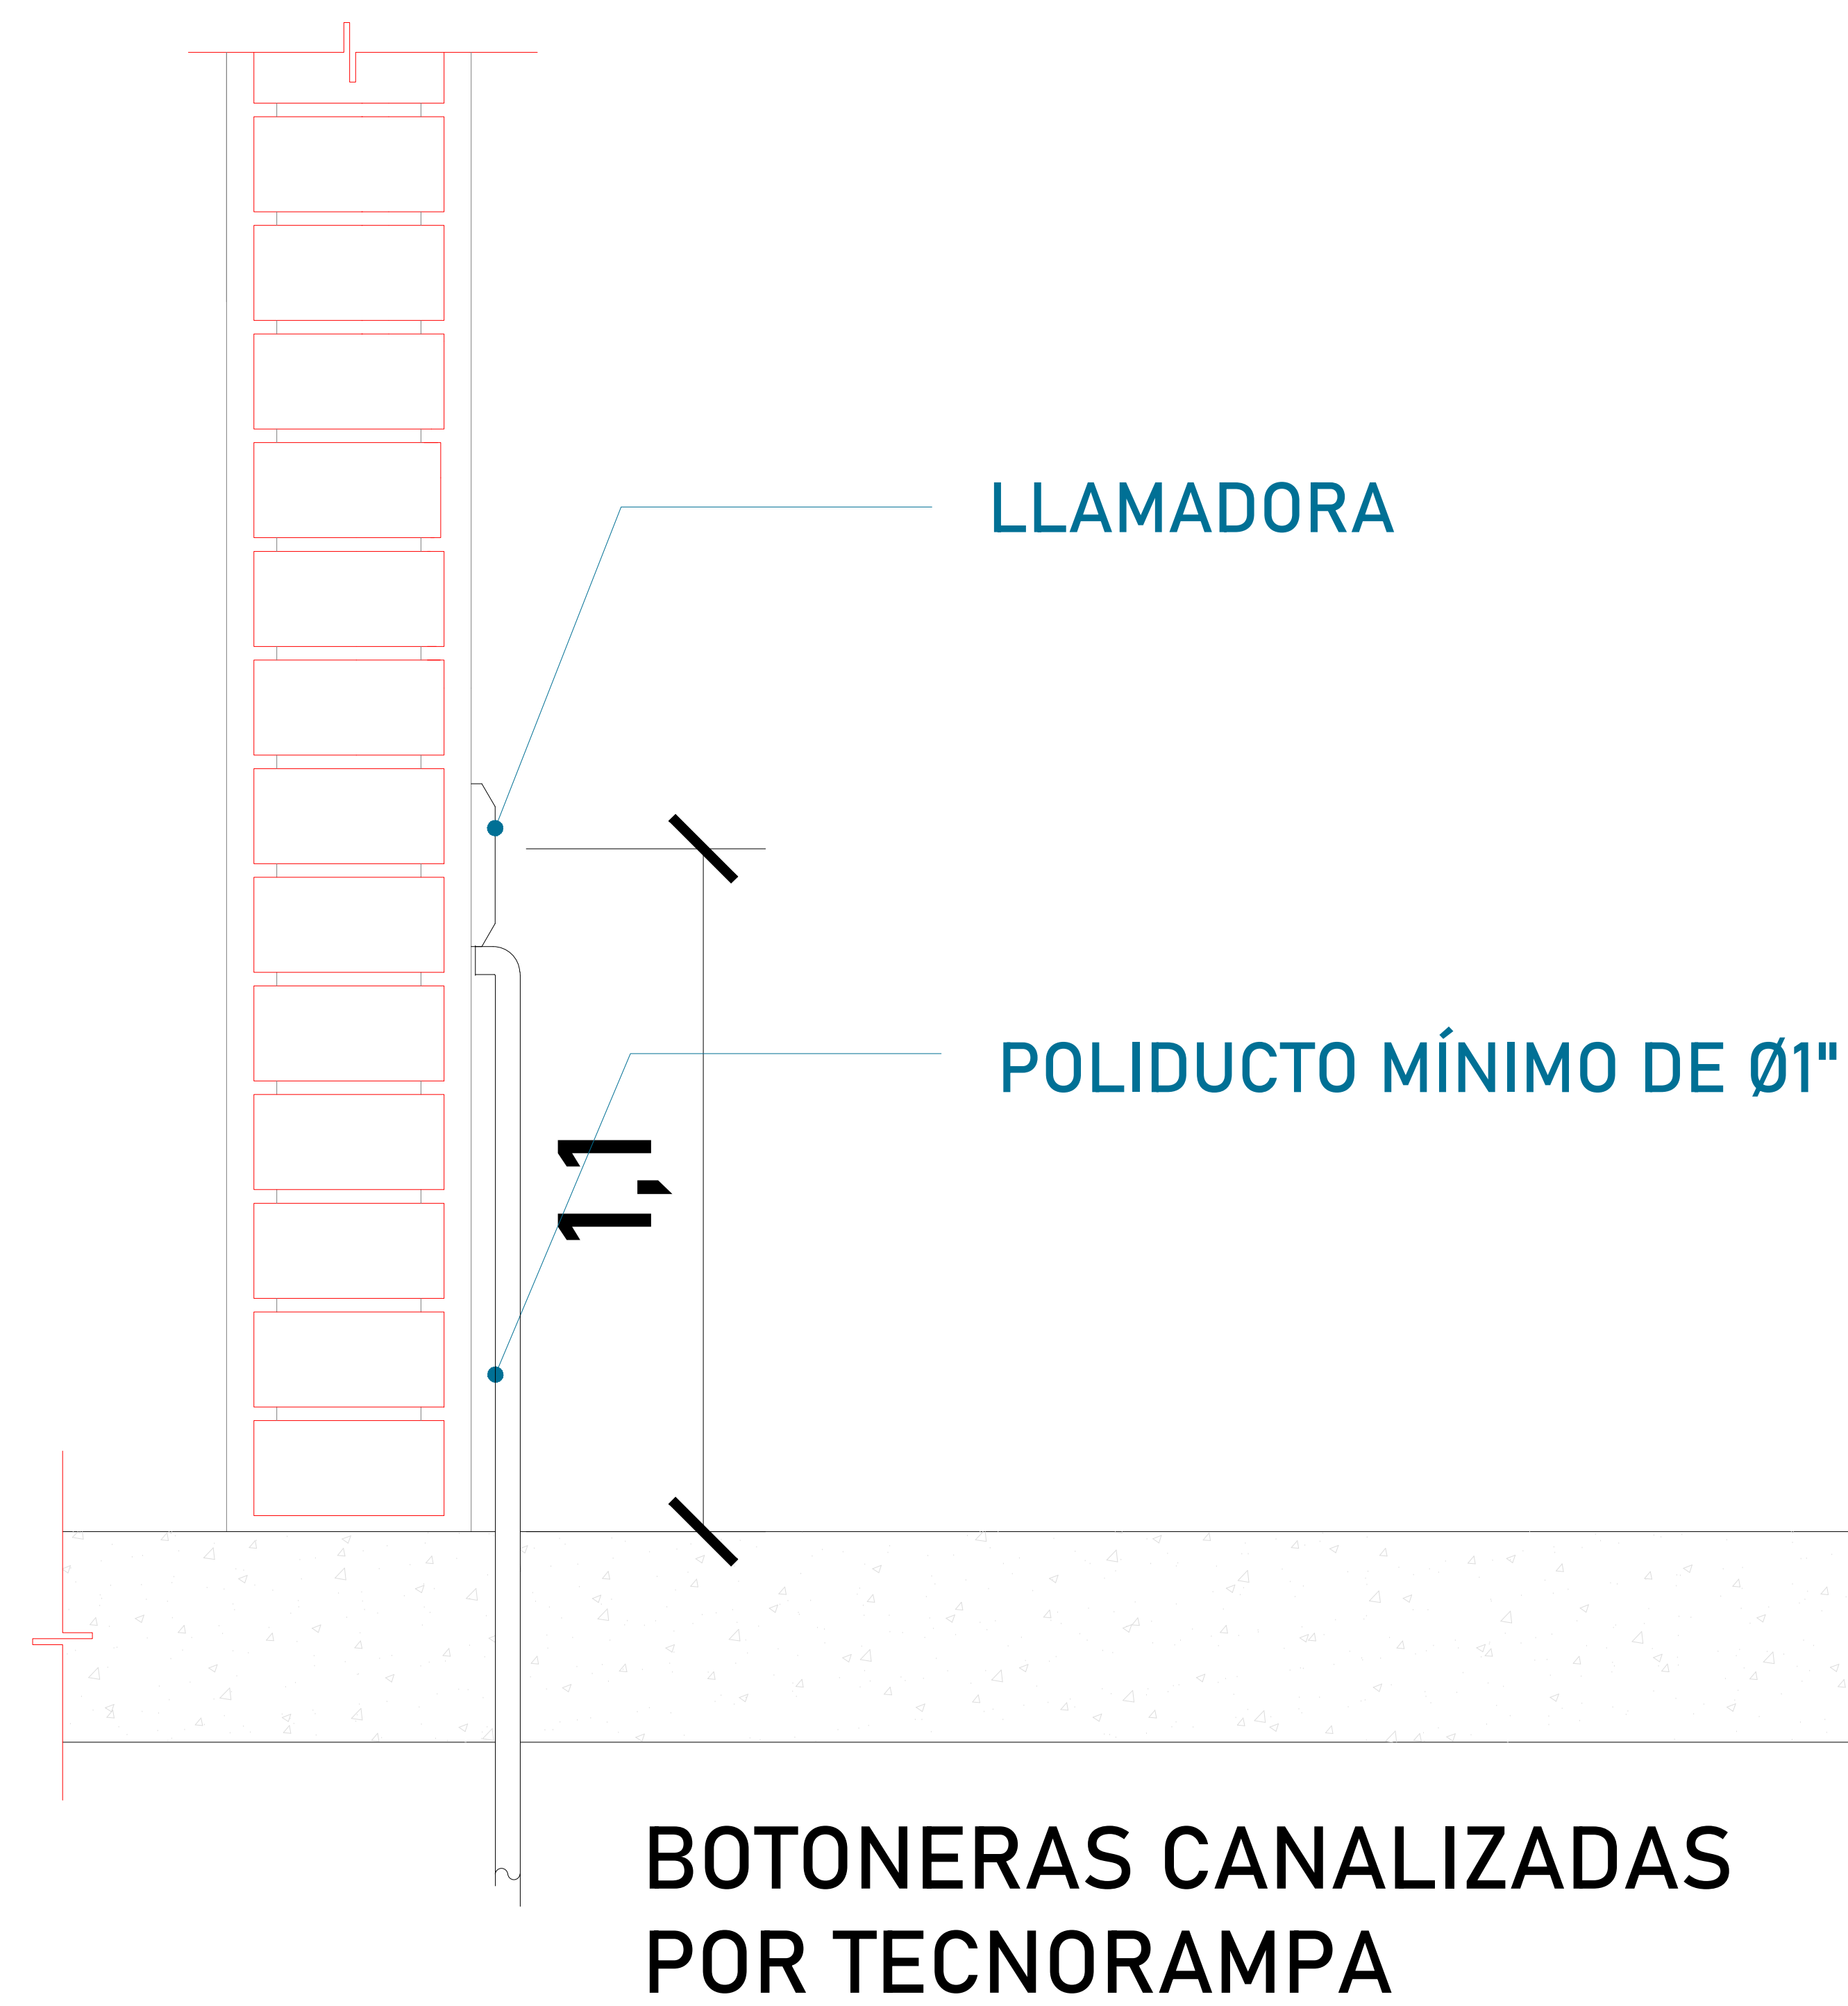 LLAMADORA
POLIDUCTO MÍNIMO DE Ø1"
1,1
BOTONERAS CANALIZADAS
POR TECNORAMPA